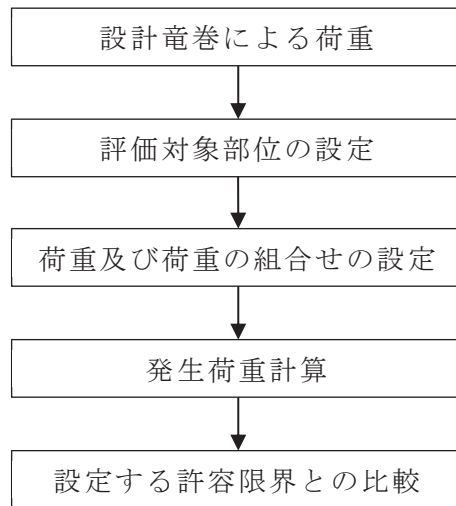 設計竜巻による荷重
評価対象部位の設定
荷重及び荷重の組合せの設定
発生荷重計算
設定する許容限界との比較